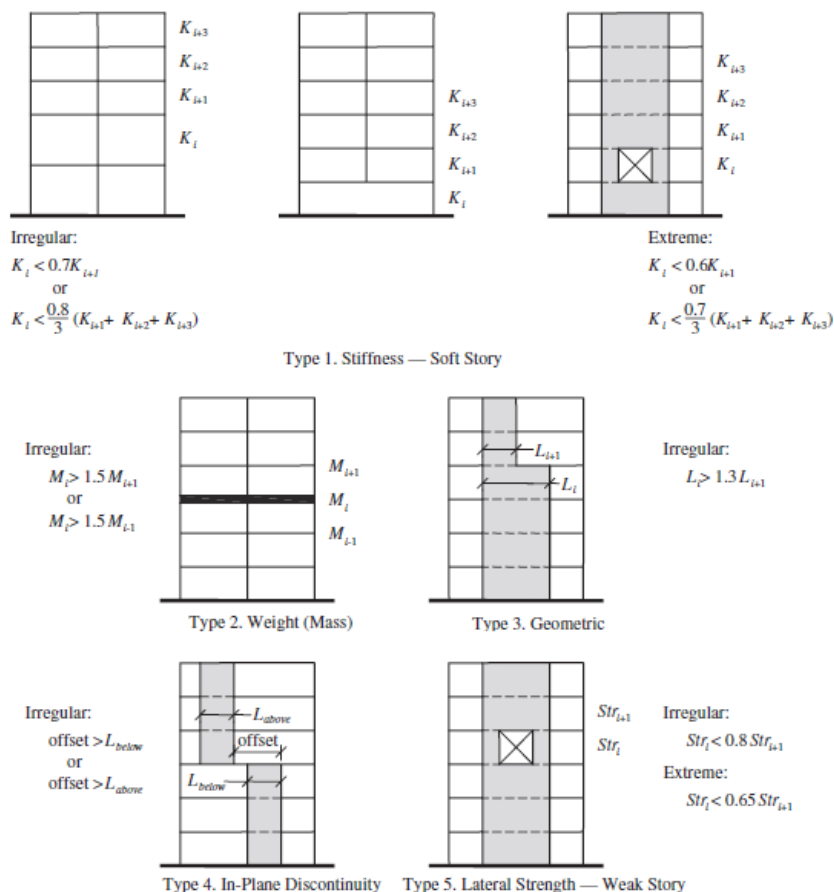 K_{i+3}
K_{i+2}
K_{i+1}
K_i
K_{i+3}
K_{i+2}
K_{i+1}
K_i
K_{i+3}
K_{i+2}
K_{i+1}
K_i
Irregular:
K_i < 0.7K_{i+1}
or
K_i < \frac{0.8}{3} (K_{i+1} + K_{i+2} + K_{i+3})
Extreme:
K_i < 0.6K_{i+1}
or
K_i < \frac{0.7}{3} (K_{i+1} + K_{i+2} + K_{i+3})
Type 1. Stiffness — Soft Story
Irregular:
M_i > 1.5 M_{i+1}
or
M_i > 1.5 M_{i-1}
M_{i+1}
M_i
M_{i-1}
Type 2. Weight (Mass)
L_{i+1}
L_i
Irregular:
L_i > 1.3 L_{i+1}
Type 3. Geometric
Irregular:
offset > L_{below}
or
offset > L_{above}
L_{above}
offset
L_{below}
Type 4. In-Plane Discontinuity
Str_{i+1}
Str_i
Irregular:
Str_i < 0.8 Str_{i+1}
Extreme:
Str_i < 0.65 Str_{i+1}
Type 5. Lateral Strength — Weak Story